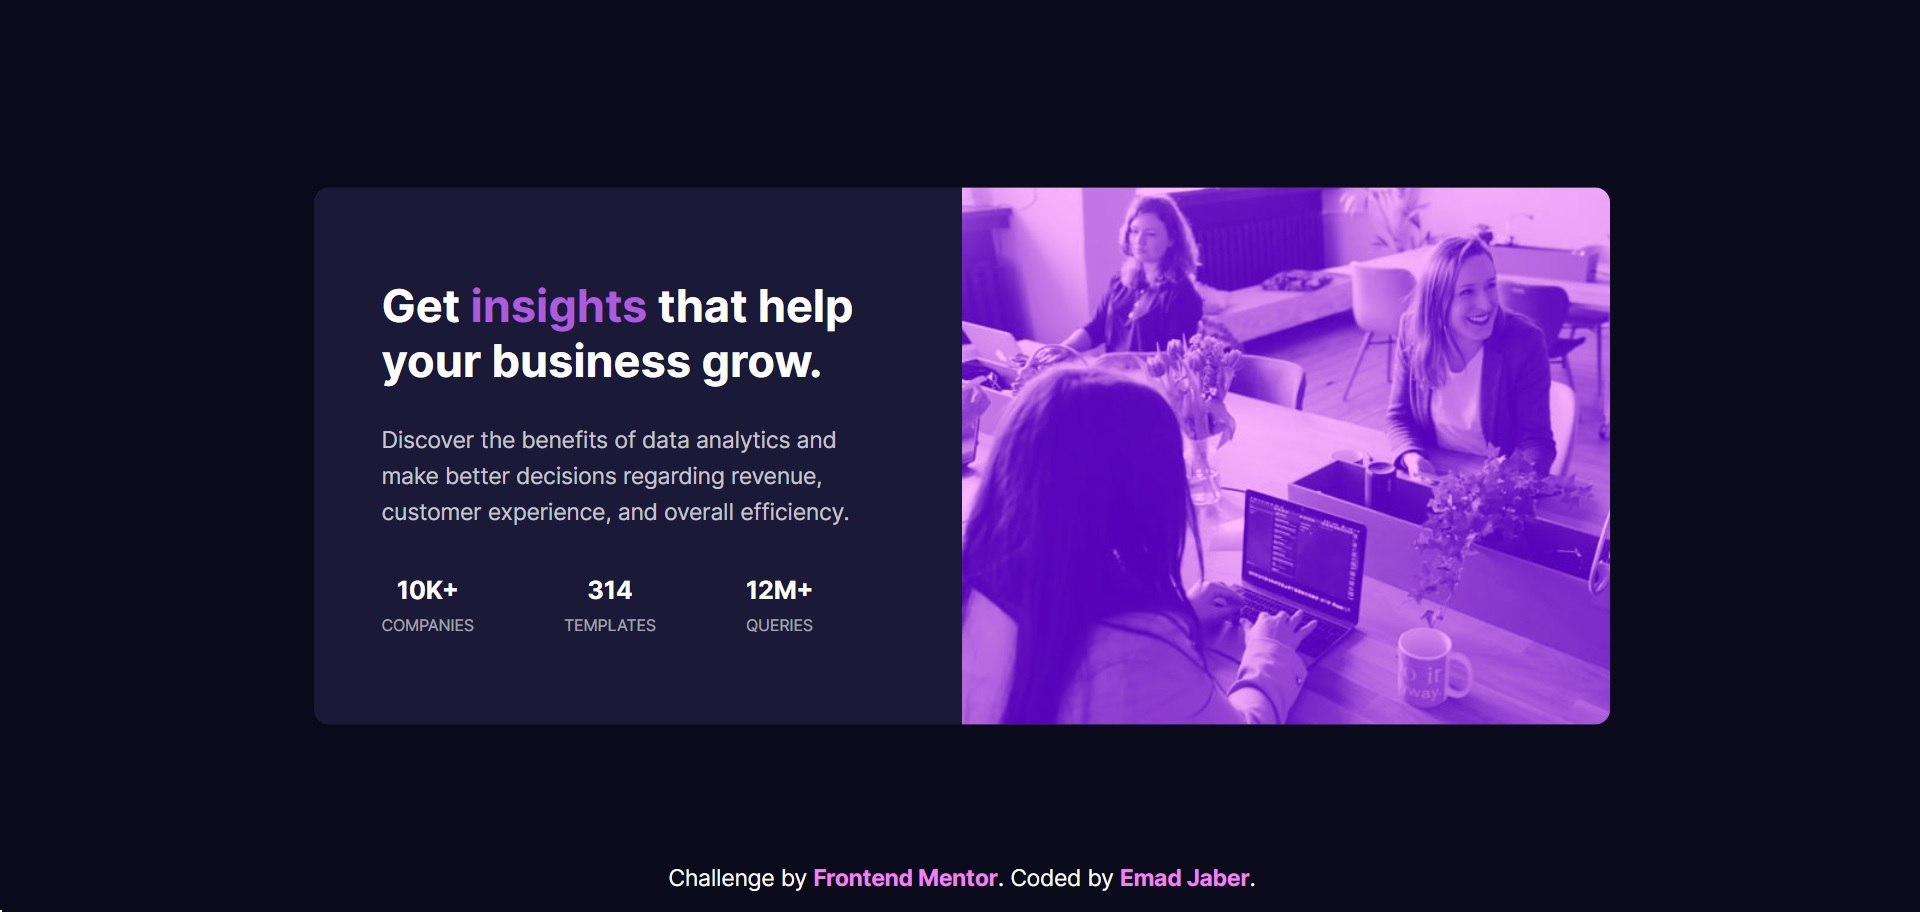 Get insights that help
your business grow.
Discover the benefits of data analytics and
make better decisions regarding revenue,
customer experience, and overall efficiency.
10K+ 314 12M+
COMPANIES TEMPLATES QUERIES
Challenge by Frontend Mentor. Coded by Emad Jaber.